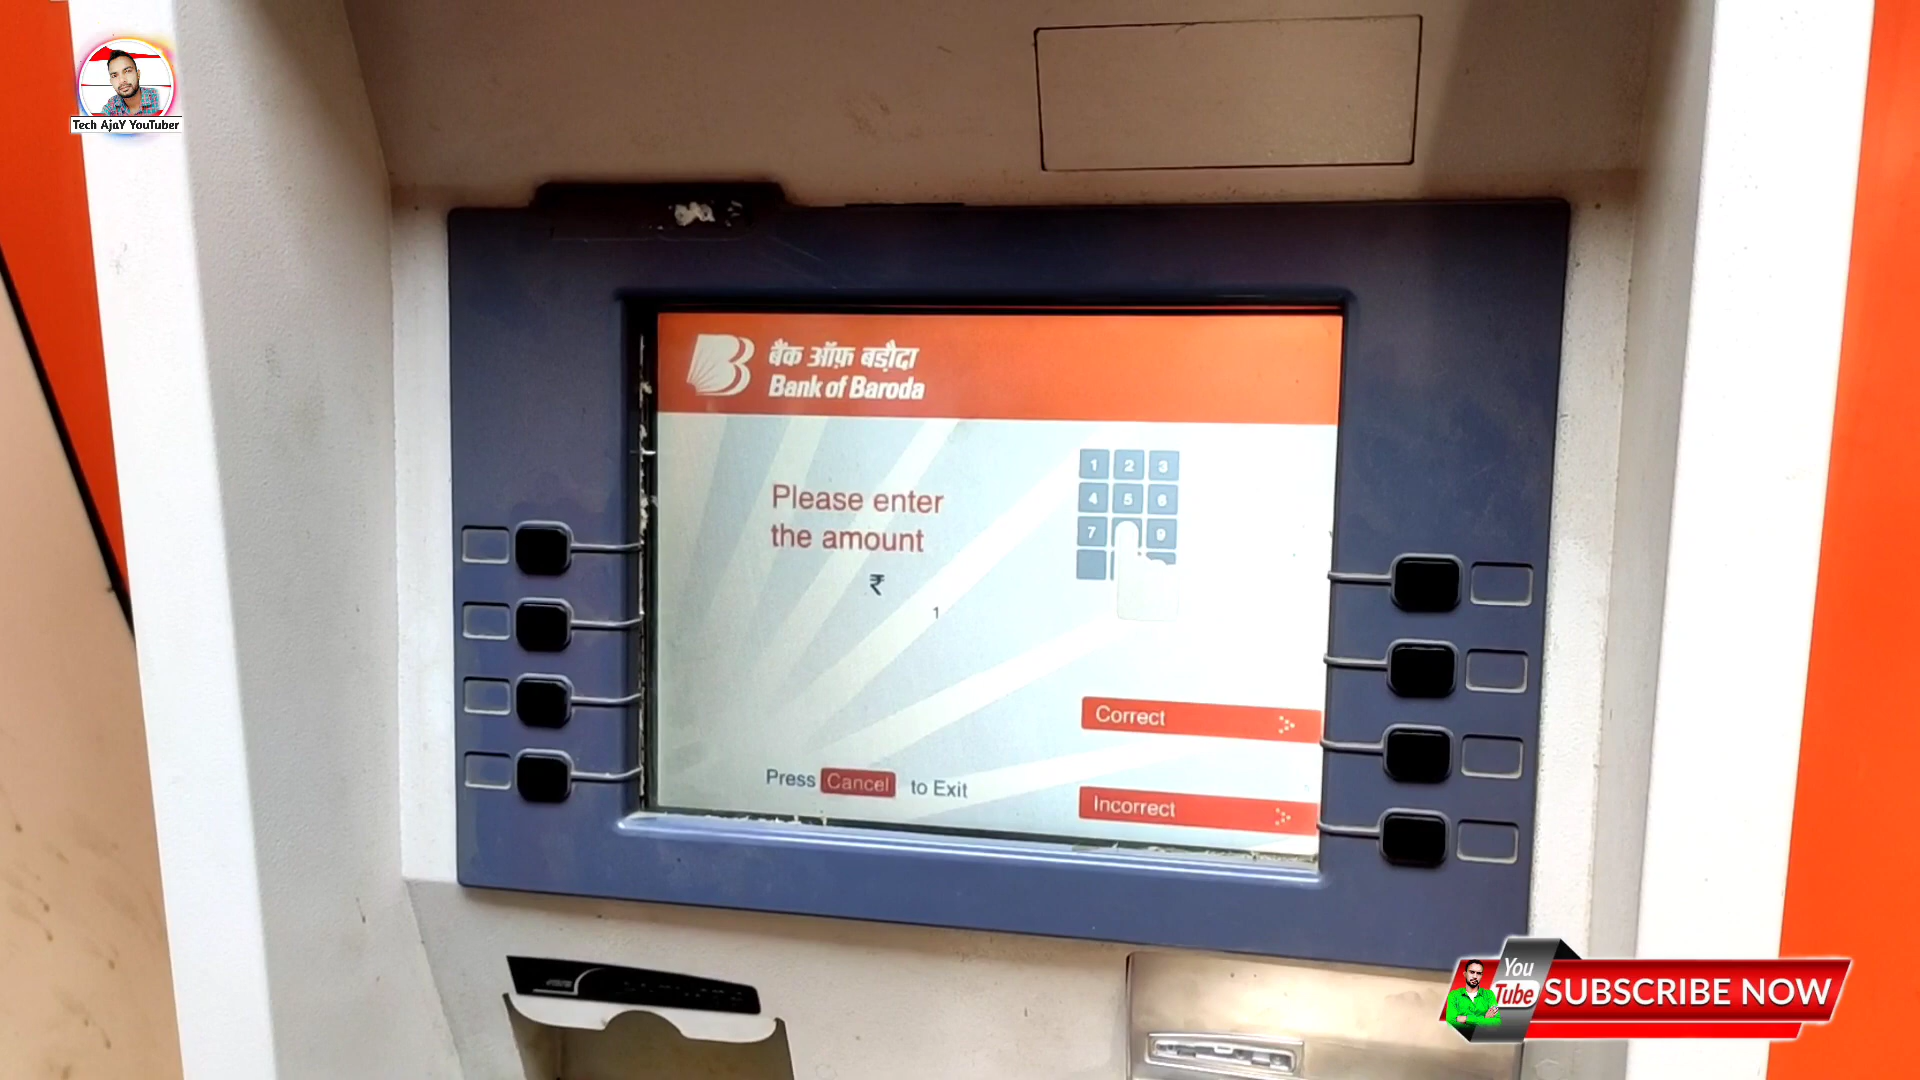 Tech AjaY YouTuber
बैंक ऑफ़ बड़ौदा
Bank of Baroda
1 2 3
4 5 6
7 9
Please enter
the amount
₹
1
Correct
Press Cancel to Exit
Incorrect
You
Tube
SUBSCRIBE NOW